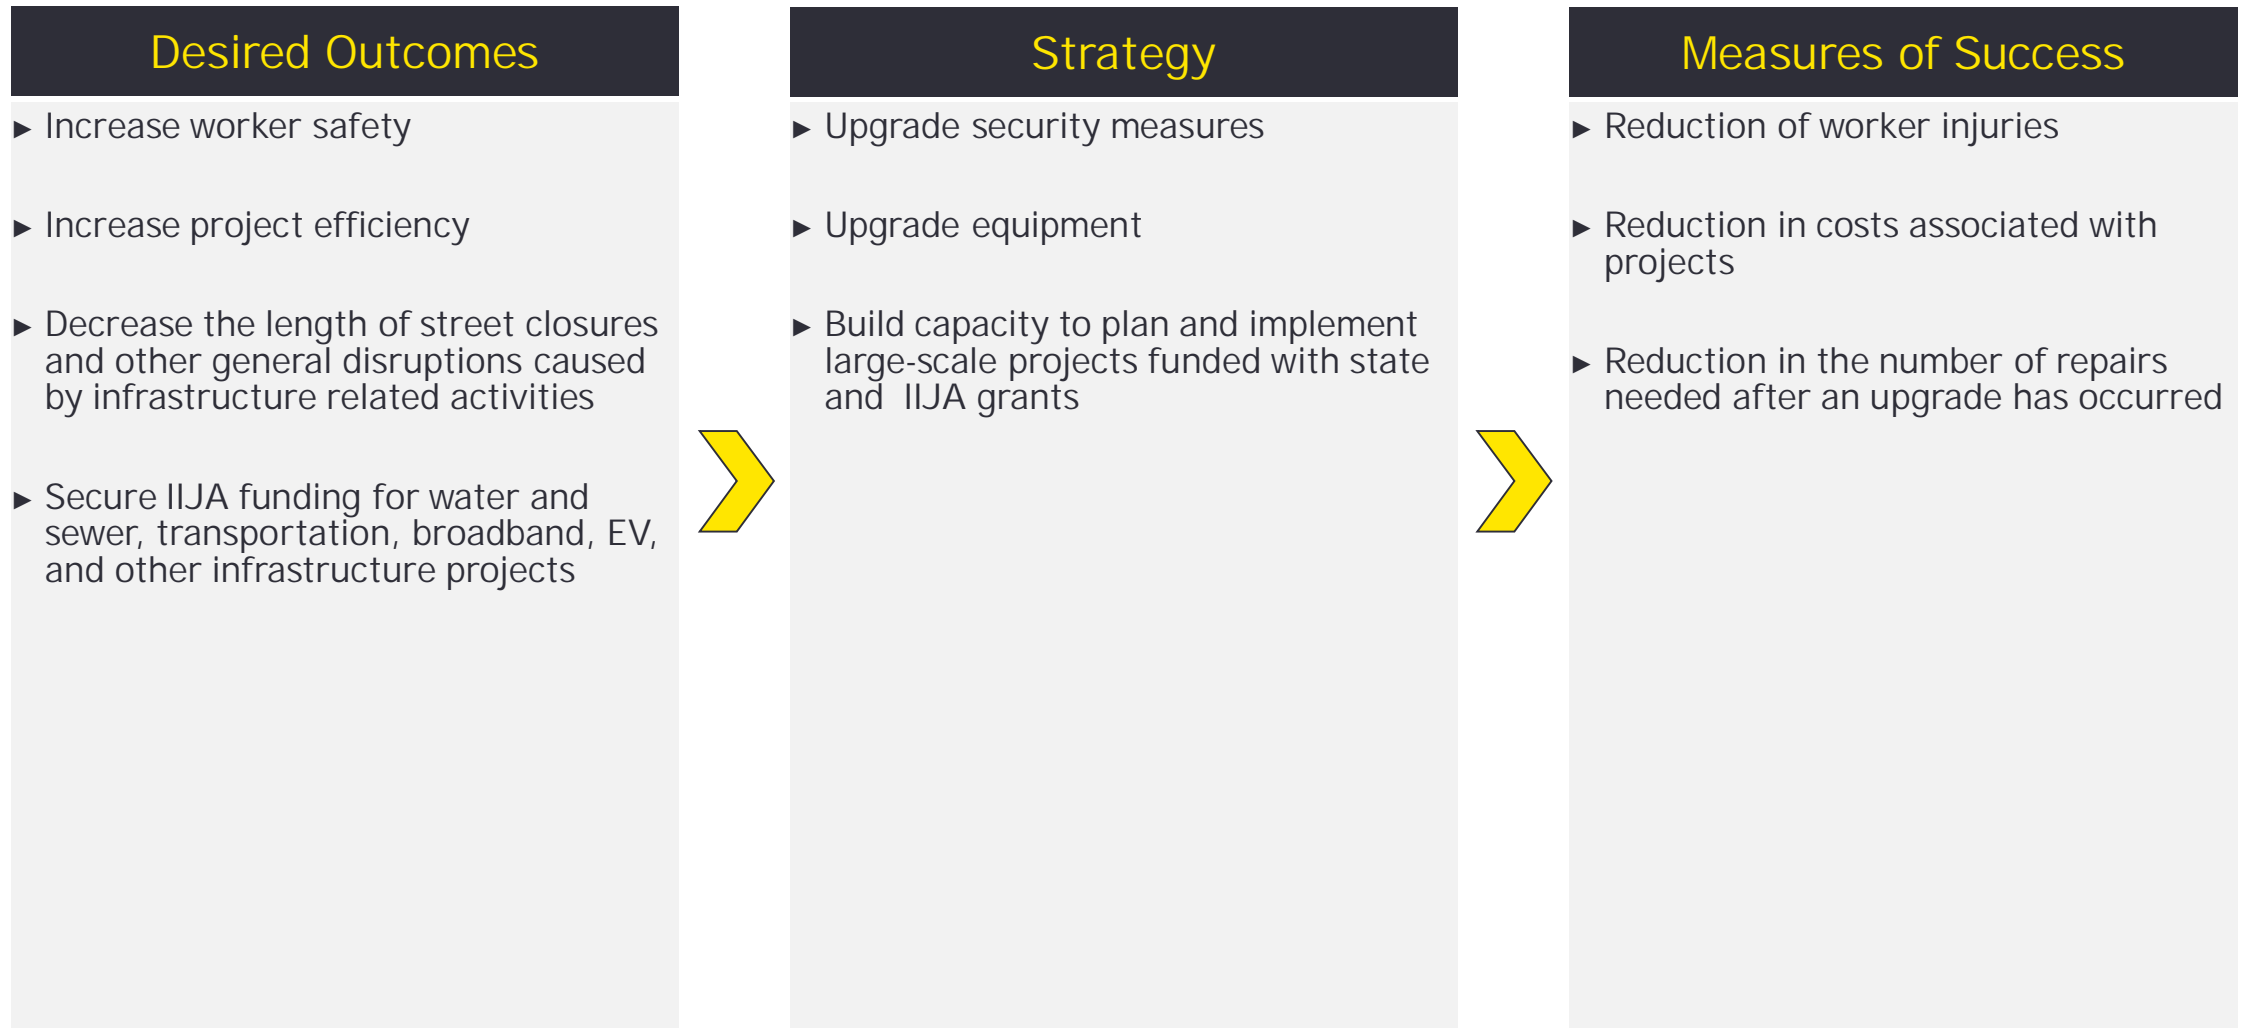 Desired Outcomes
► Increase worker safety
► Increase project efficiency
► Decrease the length of street closures
and other general disruptions caused
by infrastructure related activities
► Secure IIJA funding for water and
sewer, transportation, broadband, EV,
and other infrastructure projects
Strategy
► Upgrade security measures
► Upgrade equipment
► Build capacity to plan and implement
large-scale projects funded with state
and  IIJA grants
Measures of Success
► Reduction of worker injuries
► Reduction in costs associated with
projects
► Reduction in the number of repairs
needed after an upgrade has occurred